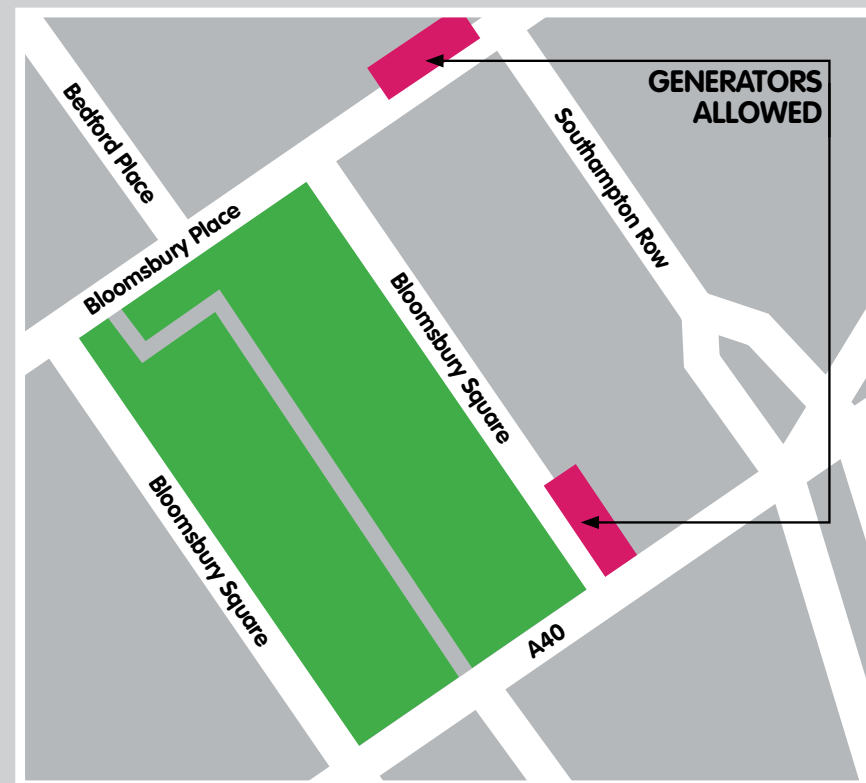 GENERATORS
ALLOWED
Bedford Place
Southampton Row
Bloomsbury Place
Bloomsbury Square
Bloomsbury Square
A40